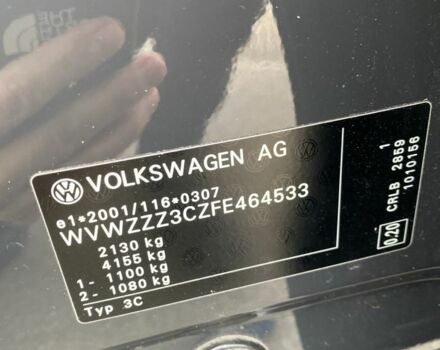 VOLKSWAGEN AG
e1*2001/116*0307
WVWZZZ3CZFE464533
2130 kg
4155 kg
1 - 1100 kg
2 - 1080 kg
Typ 3C
0.20
CRLB 2859
1010156
1